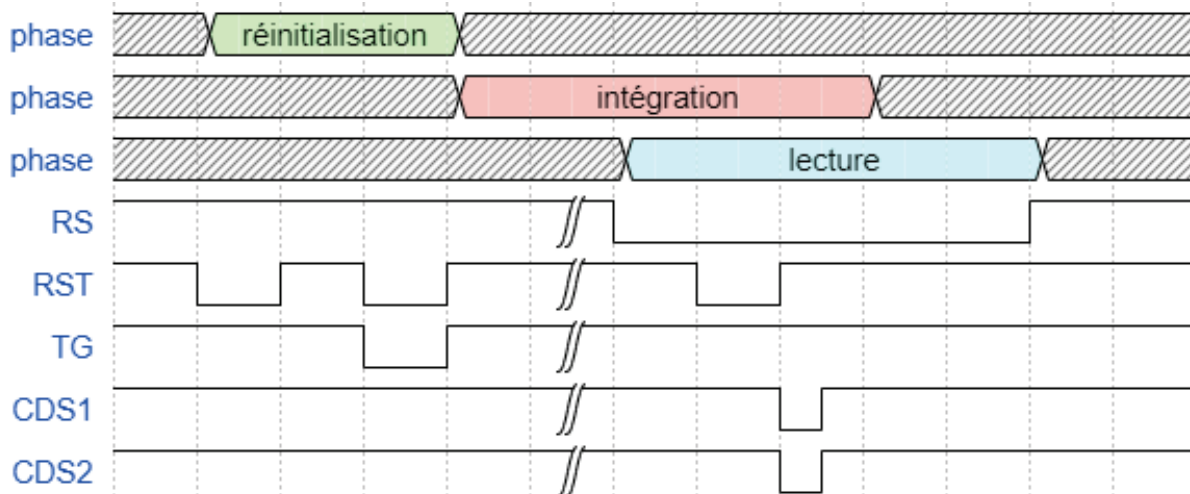 phase réinitialisation
phase intégration
phase lecture
RS
RST
TG
CDS1
CDS2